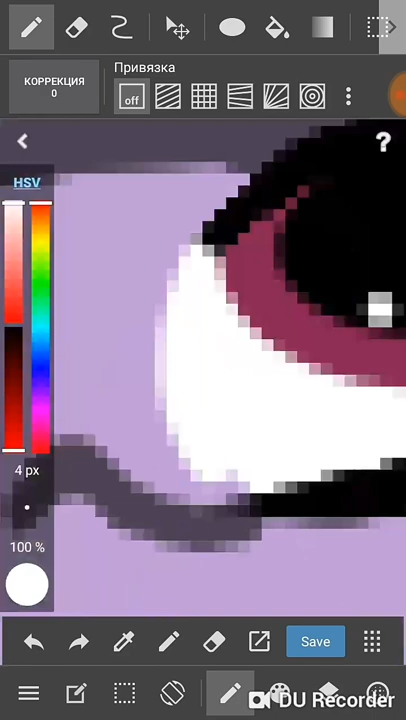 КОРРЕКЦИЯ
0
Привязка
off
?
HSV
4 px
100 %
Save
DU Recorder